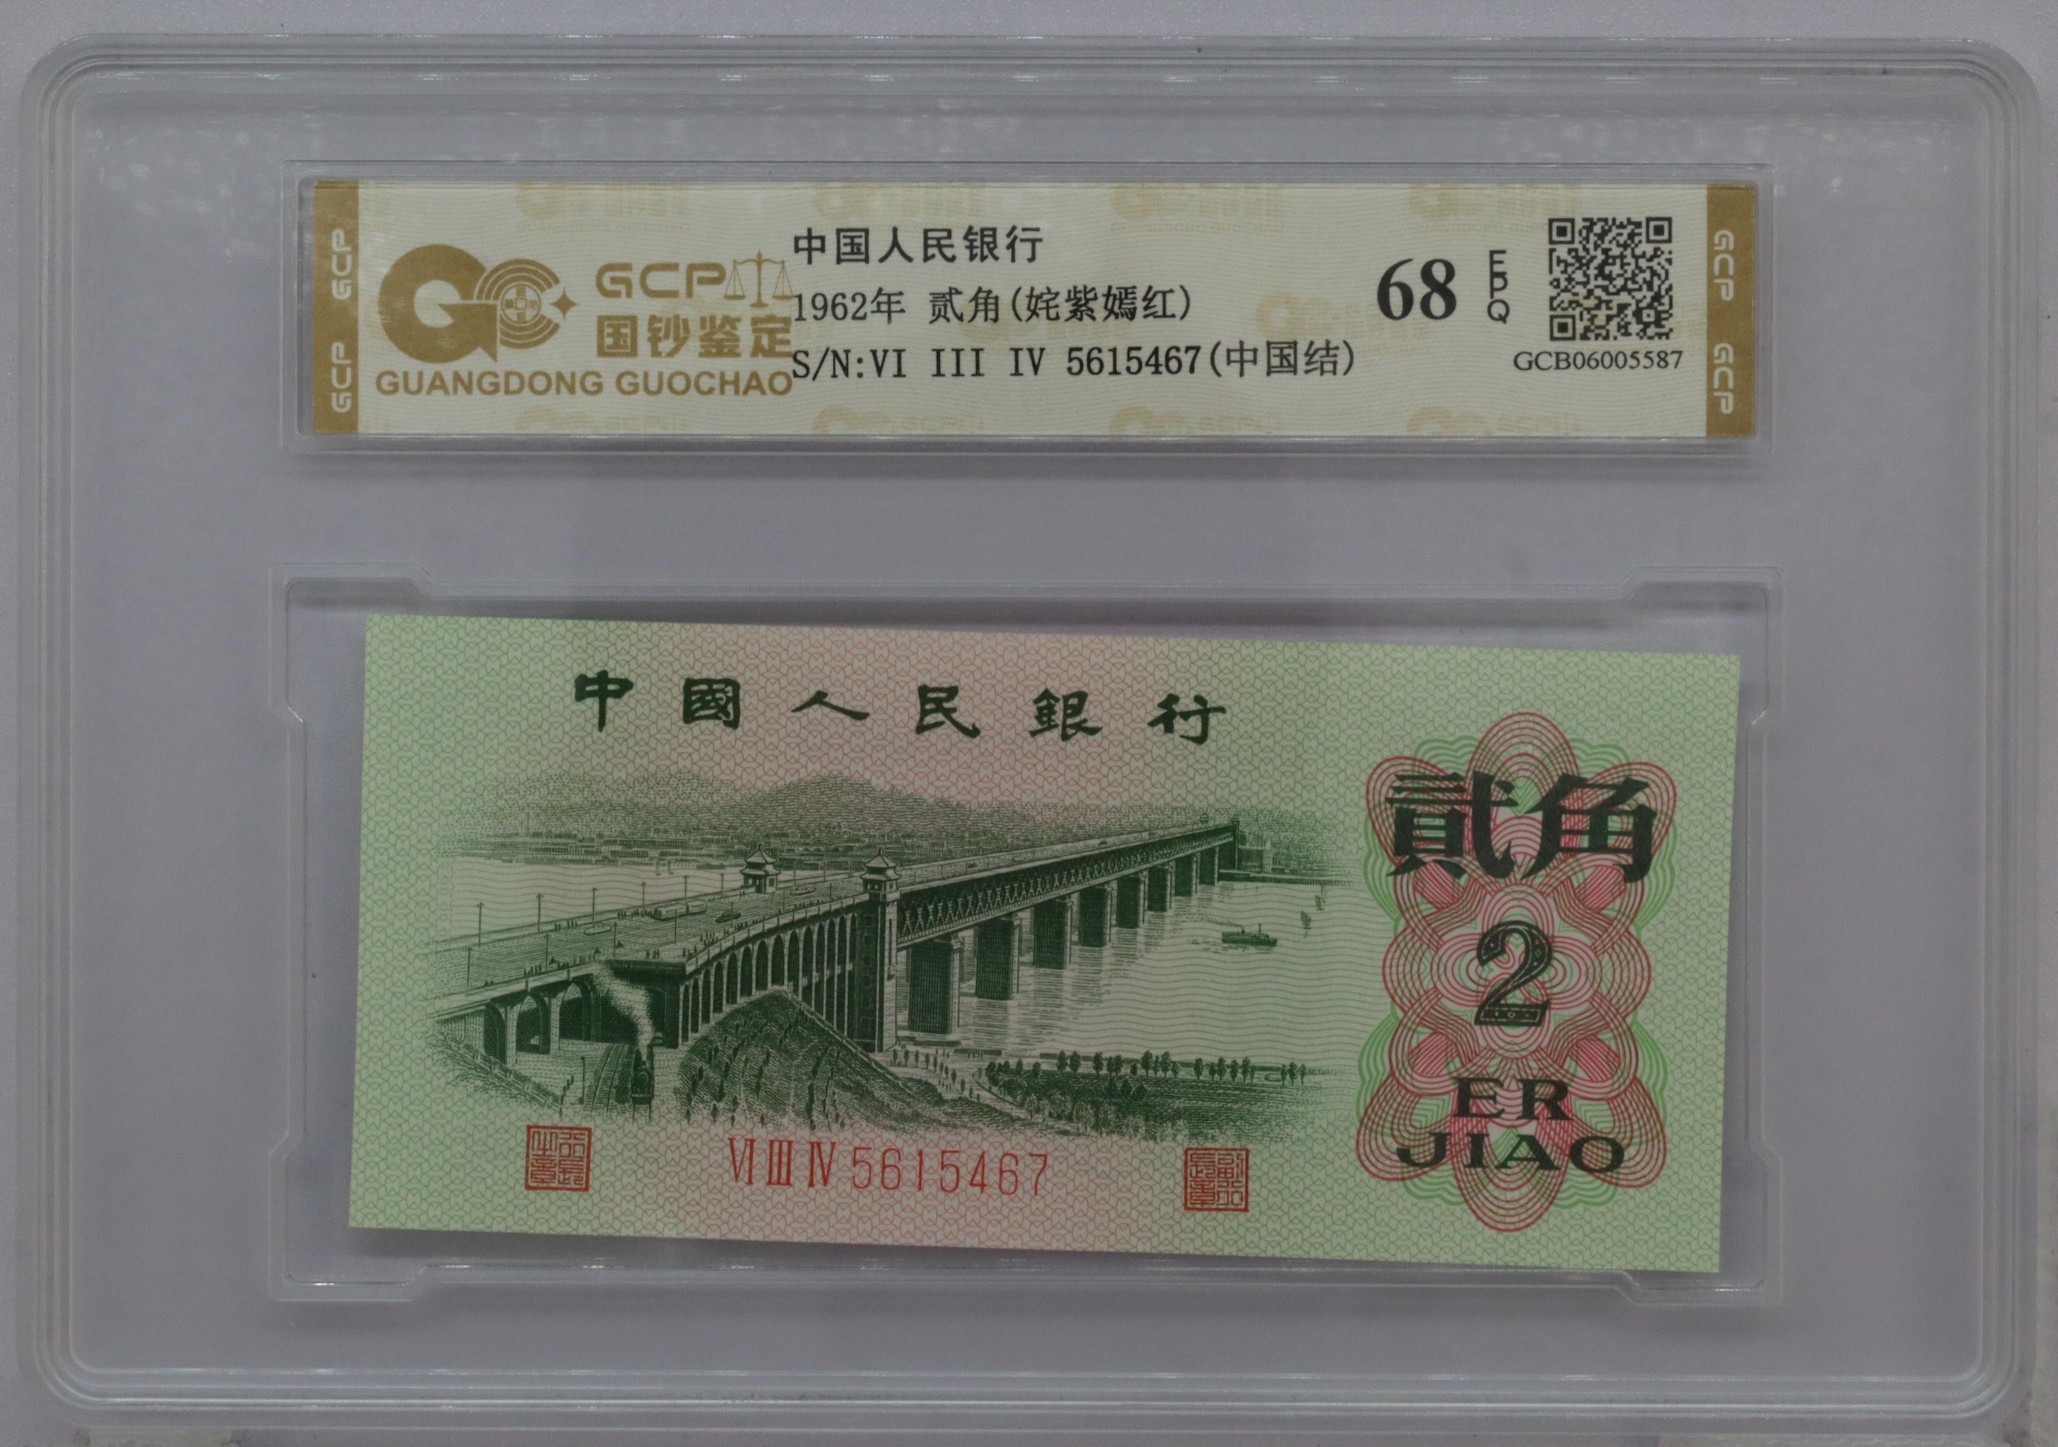 GCP
GCP
GCP
国钞鉴定
GUANGDONG GUOCHAO
中国人民银行
1962年 贰角(姹紫嫣红)
S/N:VI III IV 5615467(中国结)
68
EPQ
GCB06005587
GCP
GCP
中國人民銀行
貳角
2
ER
JIAO
VI III IV 5615467